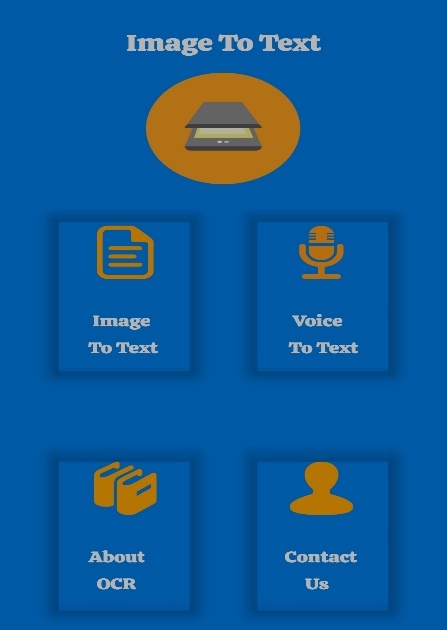 Image To Text
Image
To Text
Voice
To Text
About
OCR
Contact
Us